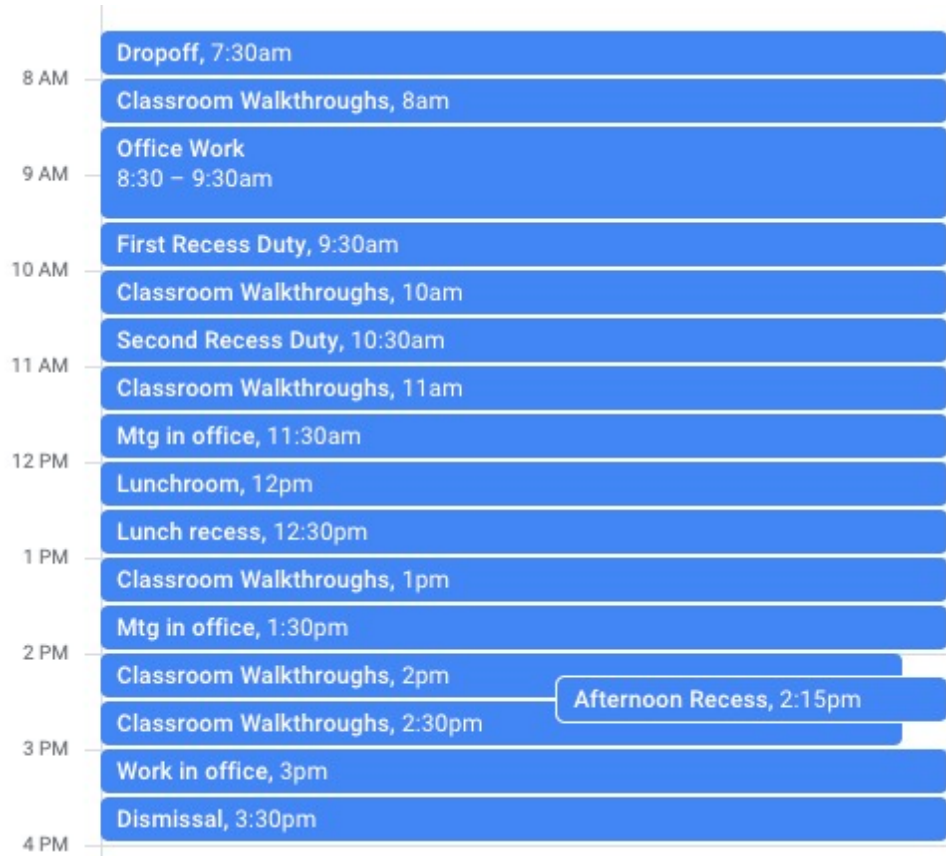 Dropoff, 7:30am
8 AM
Classroom Walkthroughs, 8am
Office Work
9 AM
8:30 – 9:30am
First Recess Duty, 9:30am
10 AM
Classroom Walkthroughs, 10am
Second Recess Duty, 10:30am
11 AM
Classroom Walkthroughs, 11am
Mtg in office, 11:30am
12 PM
Lunchroom, 12pm
Lunch recess, 12:30pm
1 PM
Classroom Walkthroughs, 1pm
Mtg in office, 1:30pm
2 PM
Classroom Walkthroughs, 2pm
Afternoon Recess, 2:15pm
Classroom Walkthroughs, 2:30pm
3 PM
Work in office, 3pm
Dismissal, 3:30pm
4 PM